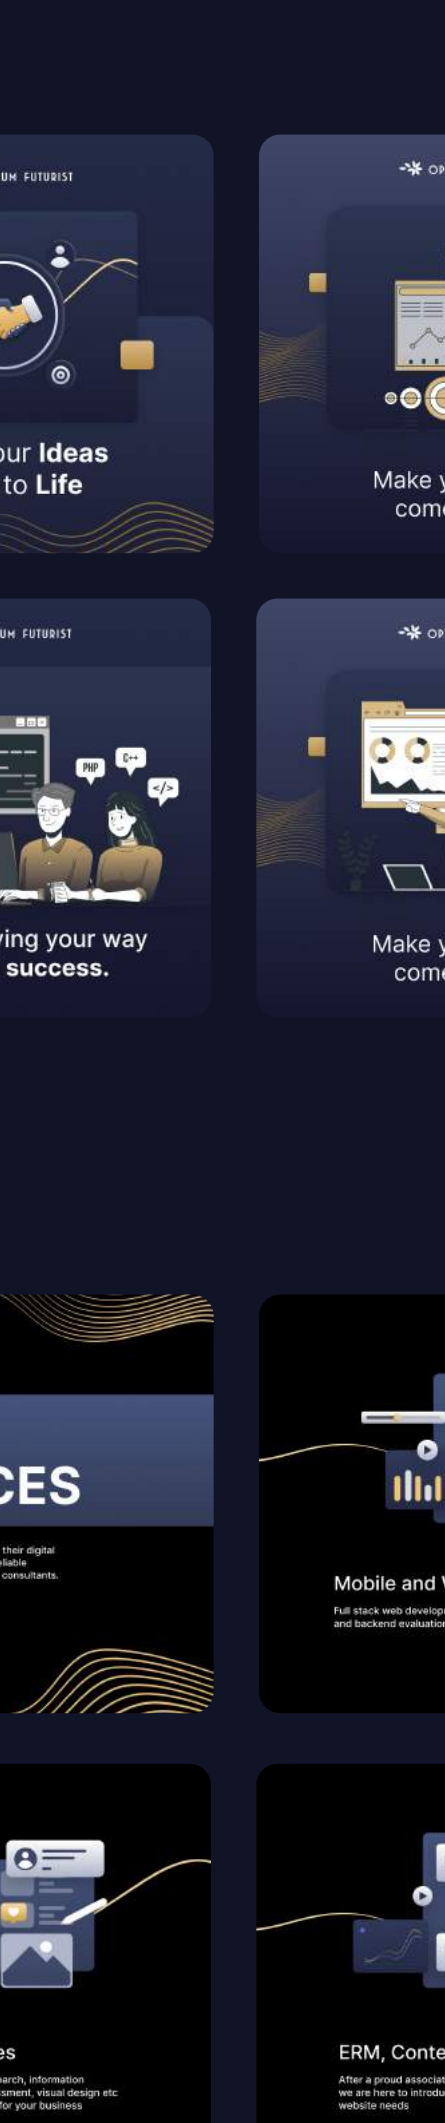 UM FUTURIST
our Ideas
to Life
OP
Make y
come
UM FUTURIST
PHP
C++
</>
ving your way
success.
OP
Make y
come
CES
their digital
eliable
consultants.
Mobile and W
Full stack web develop
and backend evaluation
es
earch, information
ssment, visual design etc
for your business
ERM, Conte
After a proud associat
we are here to introdu
website needs